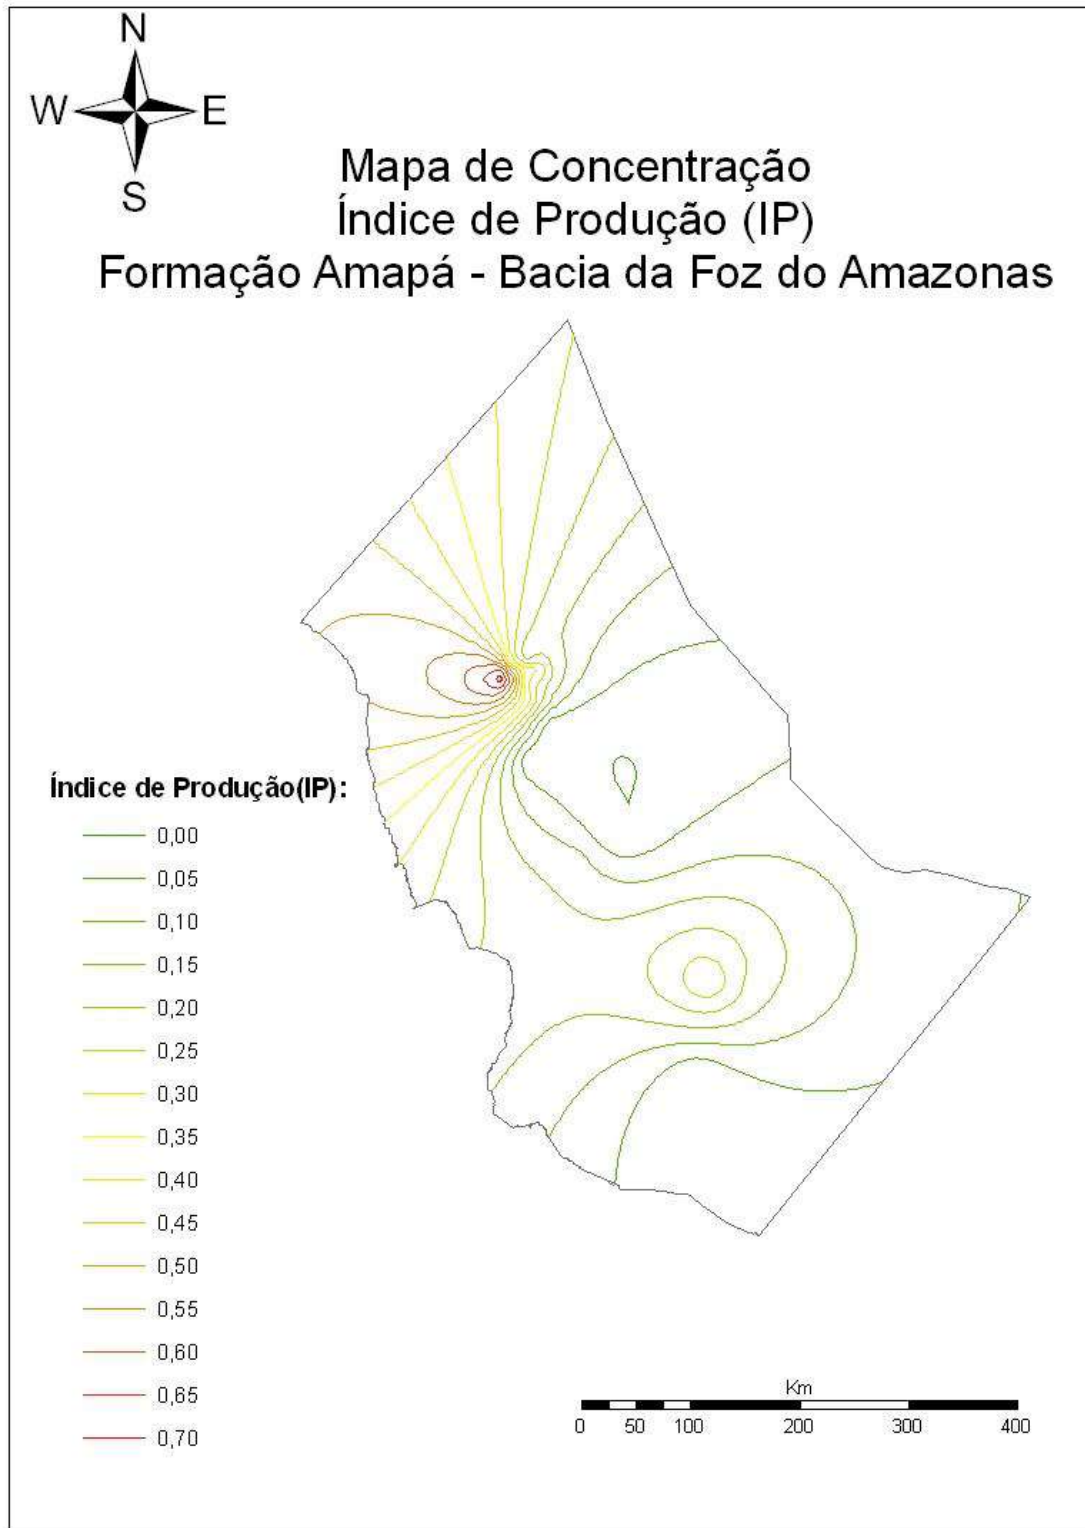 N
W E
S
Mapa de Concentração
Índice de Produção (IP)
Formação Amapá - Bacia da Foz do Amazonas
Índice de Produção(IP):
0,00
0,05
0,10
0,15
0,20
0,25
0,30
0,35
0,40
0,45
0,50
0,55
0,60
0,65
0,70
Km
0 50 100 200 300 400